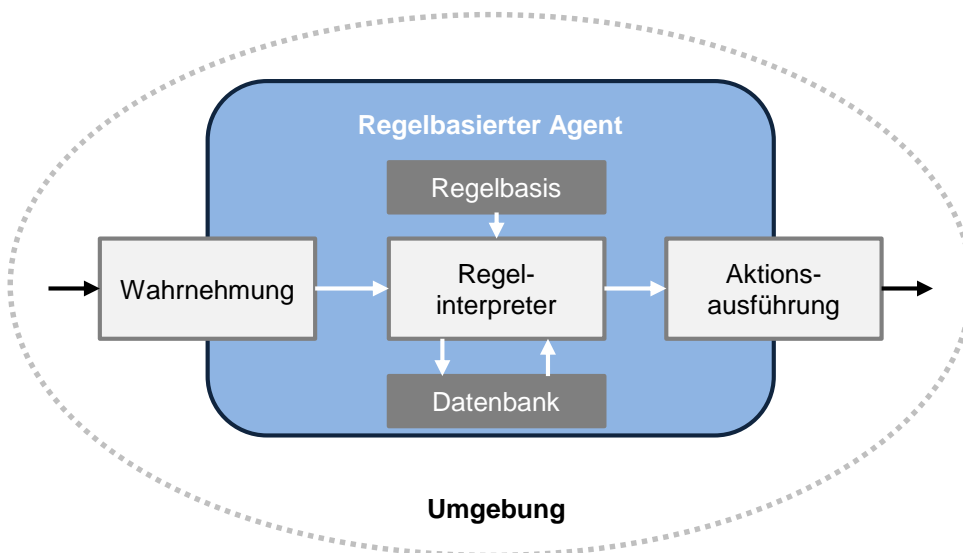 Regelbasierter Agent
Regelbasis
Wahrnehmung
Regel-
interpreter
Aktions-
ausführung
Datenbank
Umgebung